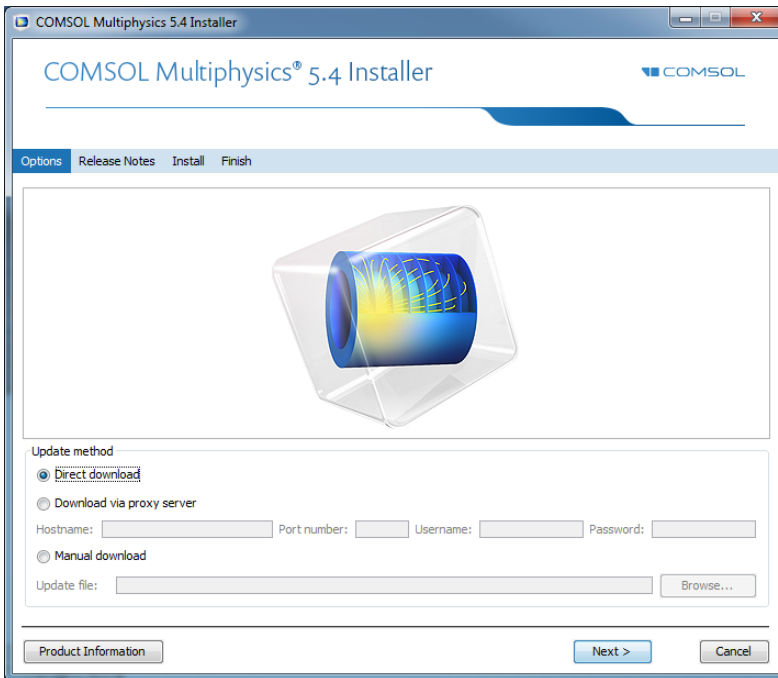 COMSOL Multiphysics 5.4 Installer
COMSOL Multiphysics® 5.4 Installer
COMSOL
Options Release Notes Install Finish
Update method
Direct download
Download via proxy server
Hostname: Port number: Username: Password:
Manual download
Update file: Browse...
Product Information Next > Cancel